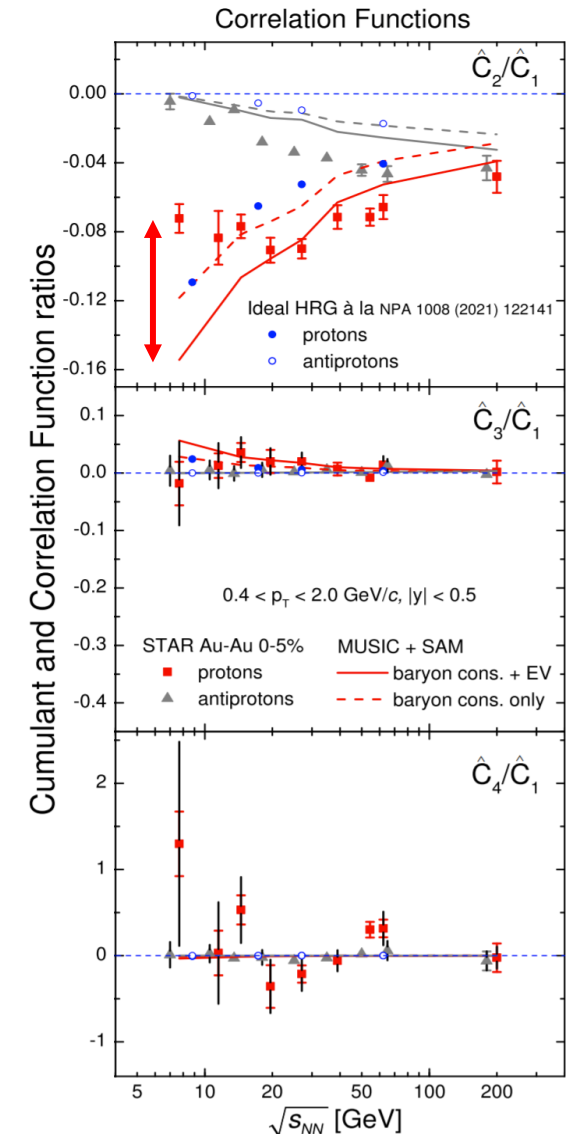 Correlation Functions
Cumulant and Correlation Function ratios
Ĉ₂/Ĉ₁
0.00
-0.04
-0.08
-0.12
-0.16
Ideal HRG à la NPA 1008 (2021) 122141
protons
antiprotons
Ĉ₃/Ĉ₁
0.1
0.0
-0.1
-0.2
-0.3
-0.4
0.4 < p_T < 2.0 GeV/c, |y| < 0.5
STAR Au-Au 0-5% MUSIC + SAM
protons baryon cons. + EV
antiprotons baryon cons. only
Ĉ₄/Ĉ₁
2
1
0
-1
5 10 20 50 100 200
√s_NN [GeV]